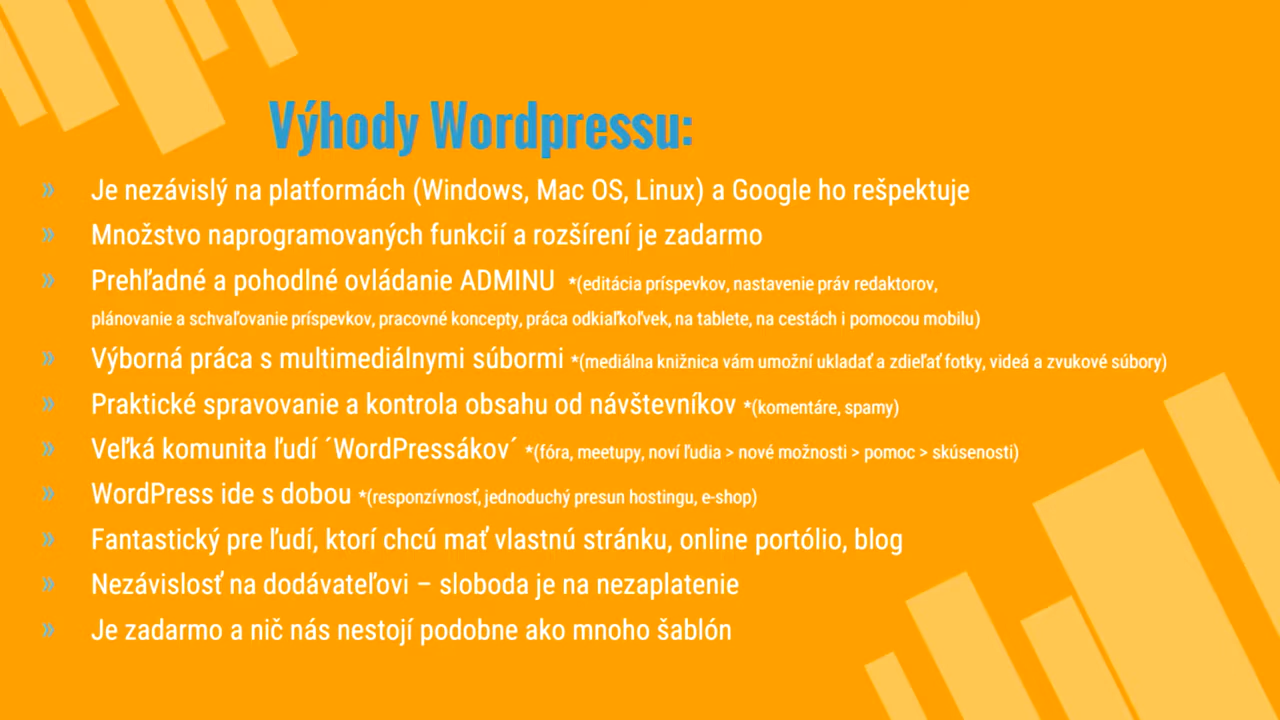 Výhody Wordpressu:
» Je nezávislý na platformách (Windows, Mac OS, Linux) a Google ho rešpektuje
» Množstvo naprogramovaných funkcií a rozšírení je zadarmo
» Prehľadné a pohodlné ovládanie ADMINU *(editácia príspevkov, nastavenie práv redaktorov,
plánovanie a schvaľovanie príspevkov, pracovné koncepty, práca odkiaľkoľvek, na tablete, na cestách i pomocou mobilu)
» Výborná práca s multimediálnymi súbormi *(mediálna knižnica vám umožní ukladať a zdieľať fotky, videá a zvukové súbory)
» Praktické spravovanie a kontrola obsahu od návštevníkov *(komentáre, spamy)
» Veľká komunita ľudí ´WordPressákov´ *(fóra, meetupy, noví ľudia > nové možnosti > pomoc > skúsenosti)
» WordPress ide s dobou *(responzívnosť, jednoduchý presun hostingu, e-shop)
» Fantastický pre ľudí, ktorí chcú mať vlastnú stránku, online portólio, blog
» Nezávislosť na dodávateľovi – sloboda je na nezaplatenie
» Je zadarmo a nič nás nestojí podobne ako mnoho šablón